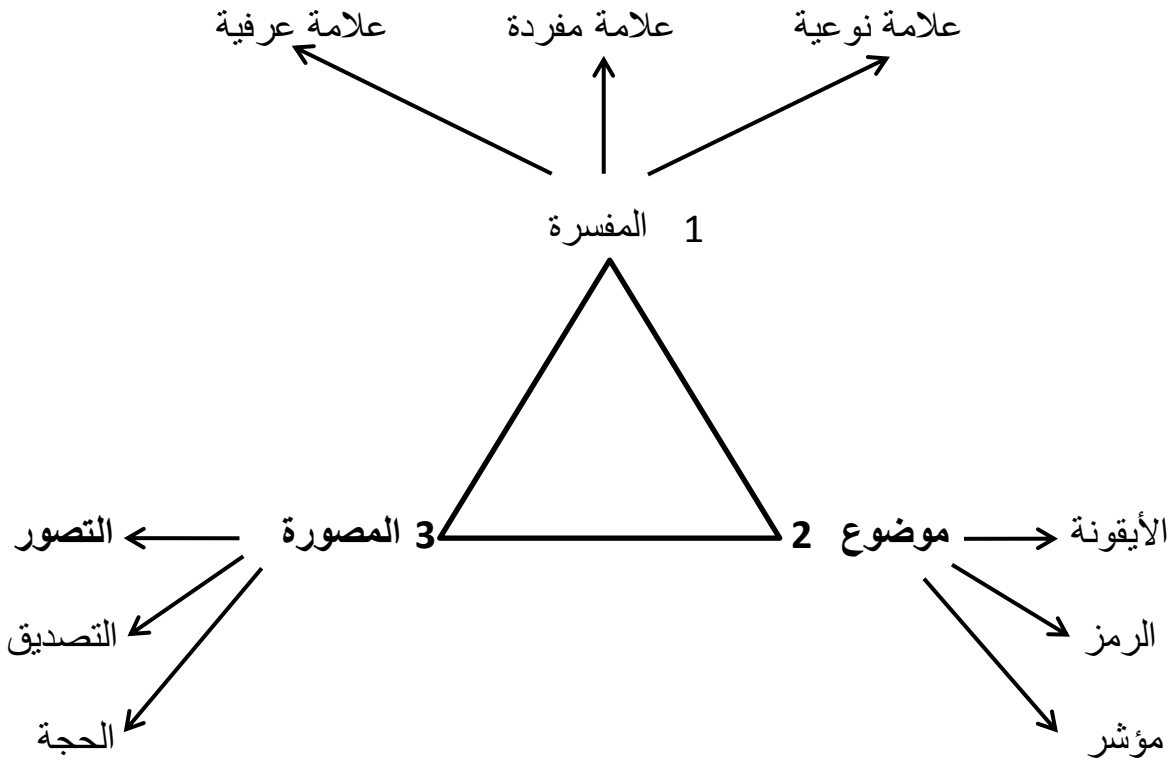 علامة نوعية علامة مفردة علامة عرفية
1 المفسرة
الأيقونة موضوع 2 3 المصورة التصور
الرمز التصديق
مؤشر الحجة